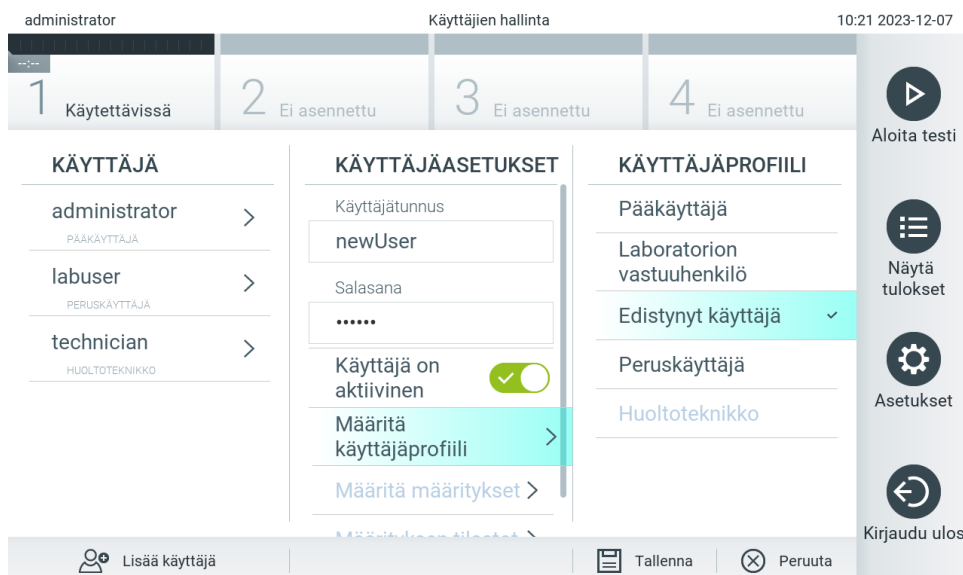 administrator
Käyttäjien hallinta
10:21 2023-12-07
--:--
1 Käytettävissä
2 Ei asennettu
3 Ei asennettu
4 Ei asennettu
Aloita testi
Näytä
tulokset
Asetukset
Kirjaudu ulos
KÄYTTÄJÄ
administrator
PÄÄKÄYTTÄJÄ
labuser
PERUSKÄYTTÄJÄ
technician
HUOLTOTEKNIKKO
KÄYTTÄJÄASETUKSET
Käyttäjätunnus
newUser
Salasana
••••••
Käyttäjä on
aktiivinen
Määritä
käyttäjäprofiili
Määritä määritykset
Määrityksen tilastot
KÄYTTÄJÄPROFIILI
Pääkäyttäjä
Laboratorion
vastuuhenkilö
Edistynyt käyttäjä
Peruskäyttäjä
Huoltoteknikko
Lisää käyttäjä
Tallenna
Peruuta